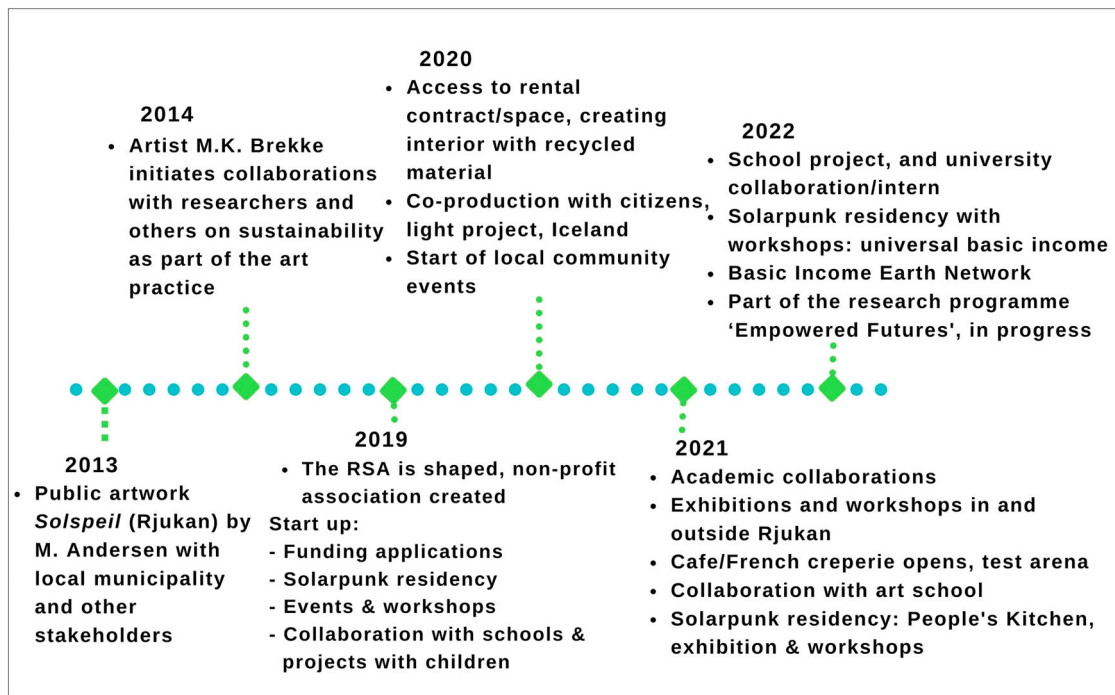 2013
• Public artwork
Solspeil (Rjukan) by
M. Andersen with
local municipality
and other
stakeholders
2014
• Artist M.K. Brekke
initiates collaborations
with researchers and
others on sustainability
as part of the art
practice
2019
• The RSA is shaped, non-profit
association created
Start up:
- Funding applications
- Solarpunk residency
- Events & workshops
- Collaboration with schools &
projects with children
2020
• Access to rental
contract/space, creating
interior with recycled
material
• Co-production with citizens,
light project, Iceland
• Start of local community
events
2021
• Academic collaborations
• Exhibitions and workshops in and
outside Rjukan
• Cafe/French creperie opens, test arena
• Collaboration with art school
• Solarpunk residency: People's Kitchen,
exhibition & workshops
2022
• School project, and university
collaboration/intern
• Solarpunk residency with
workshops: universal basic income
• Basic Income Earth Network
• Part of the research programme
‘Empowered Futures', in progress